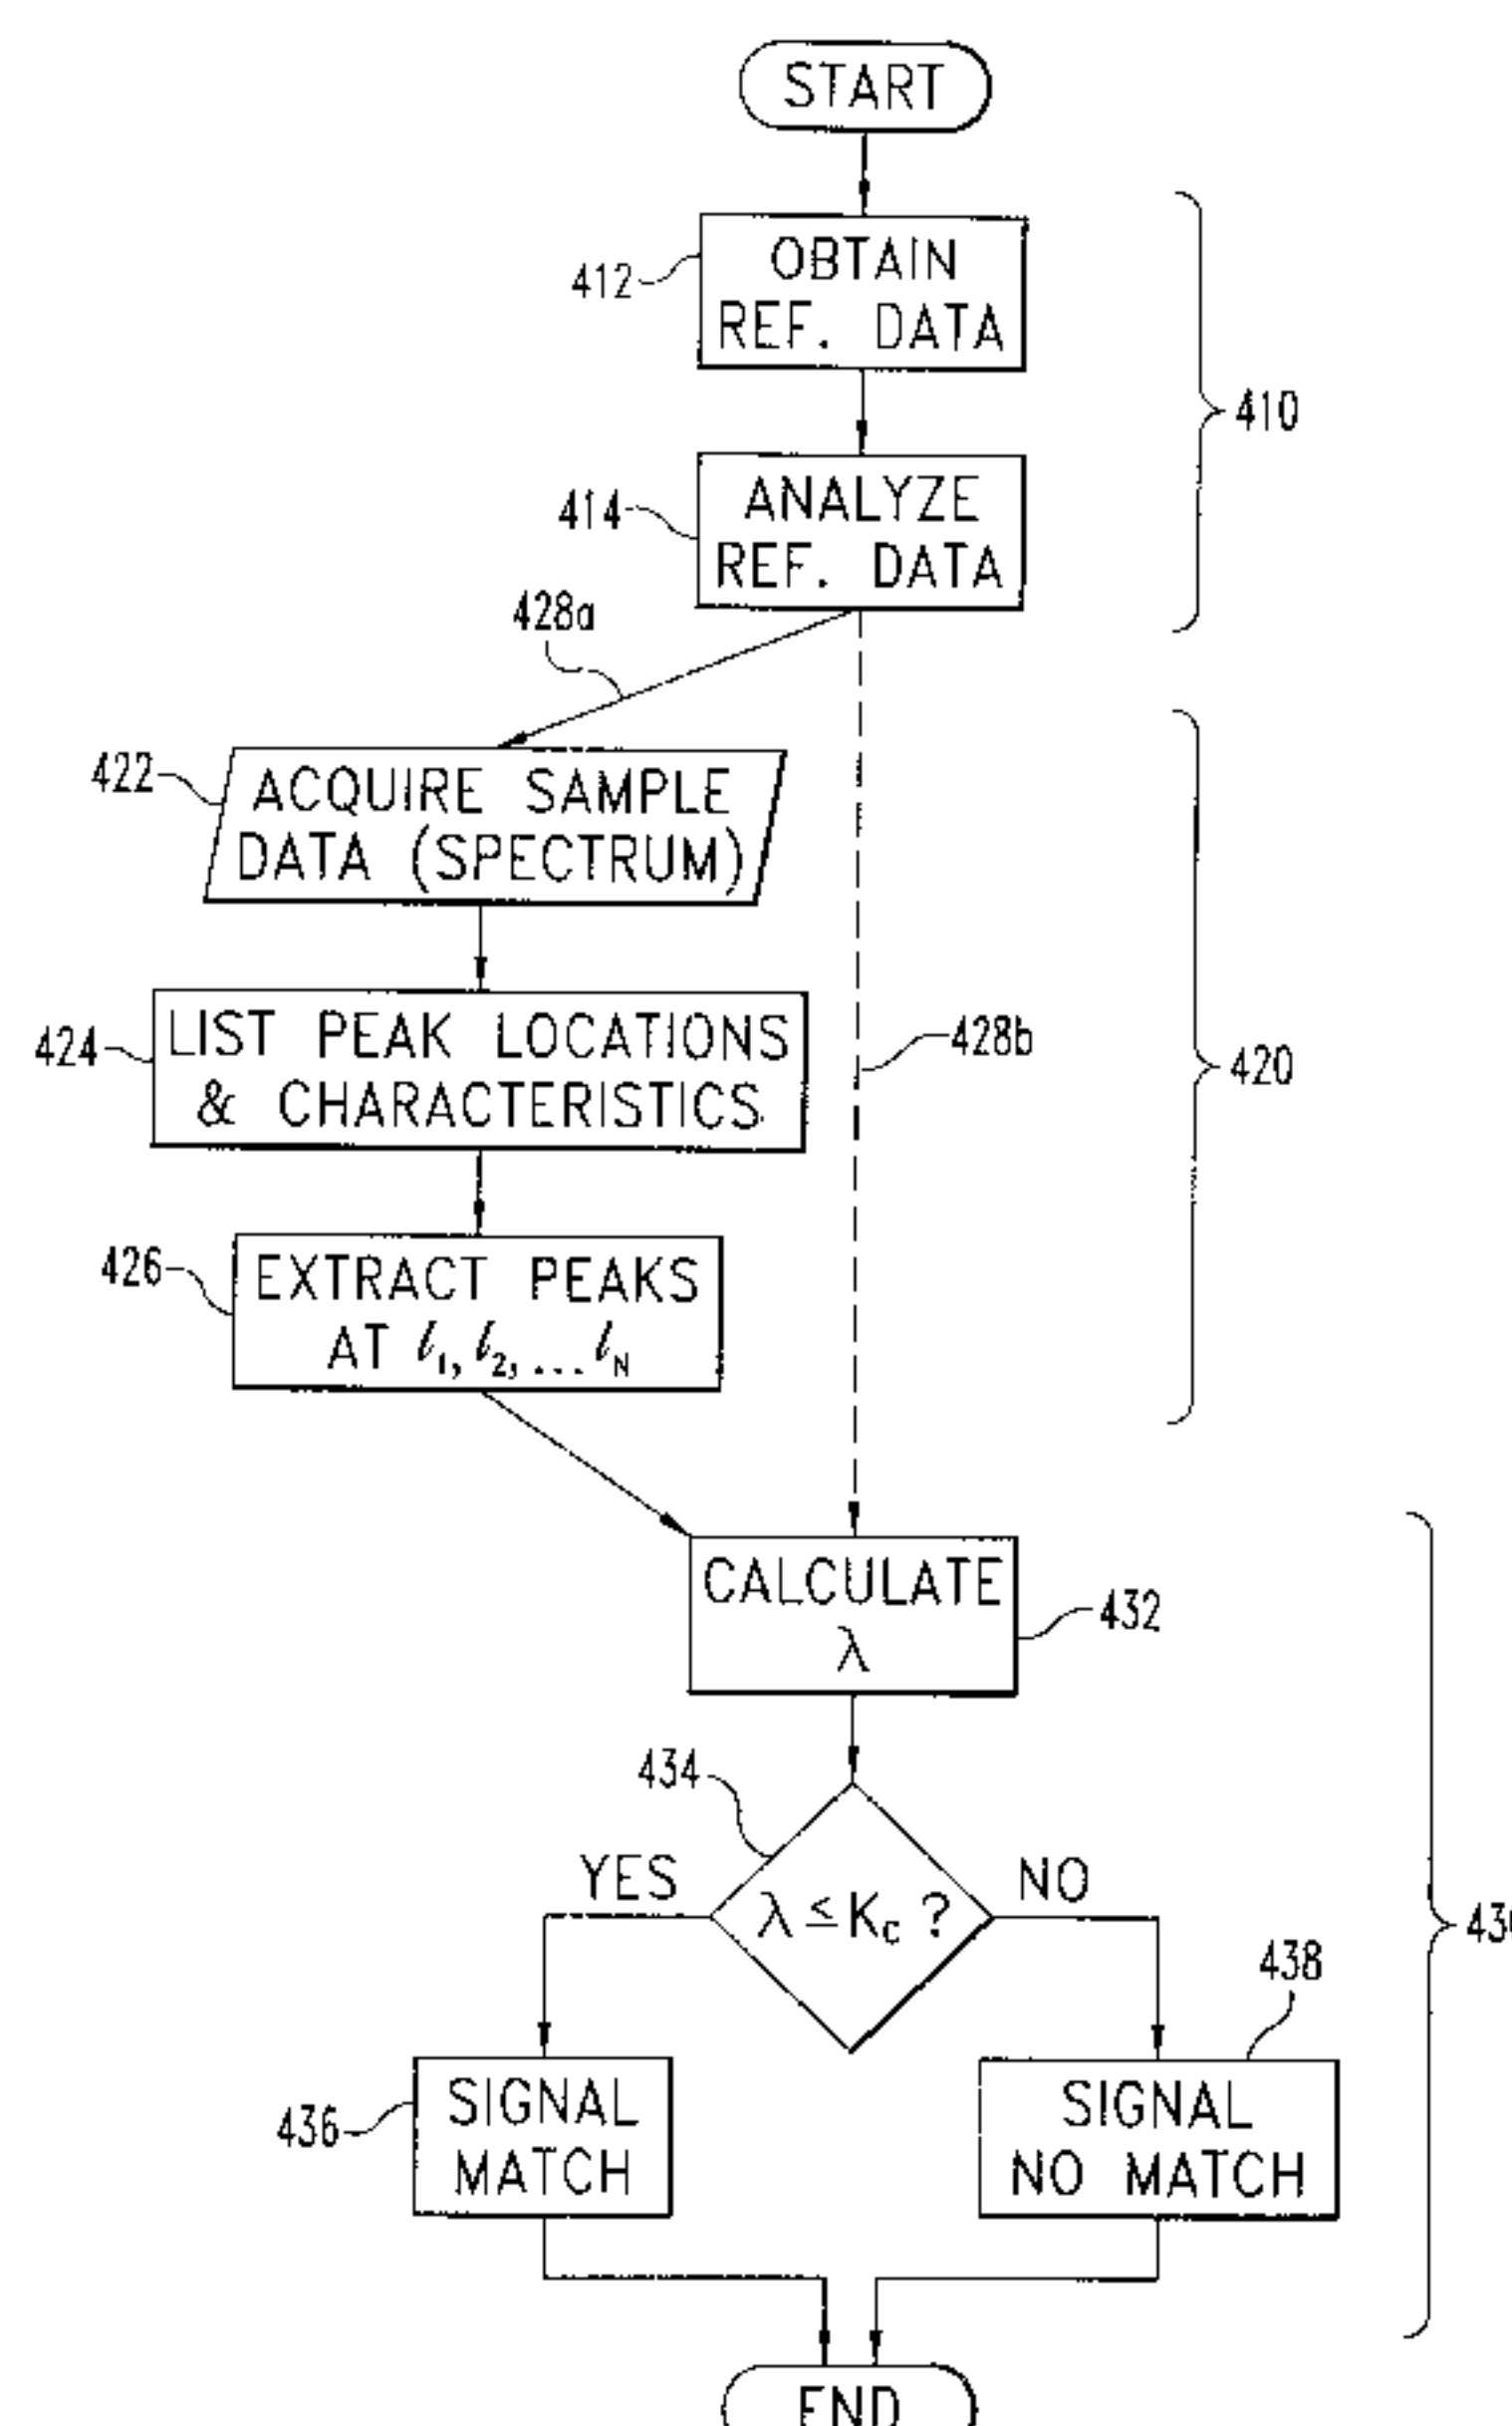 START
OBTAIN
REF. DATA
412
410
ANALYZE
REF. DATA
414
428a
422
ACQUIRE SAMPLE
DATA (SPECTRUM)
424
LIST PEAK LOCATIONS
& CHARACTERISTICS
428b
420
426
EXTRACT PEAKS
AT ℓ₁, ℓ₂, ... ℓN
CALCULATE
λ
432
434
YES
λ ≤ Kc ?
NO
438
436
SIGNAL
MATCH
SIGNAL
NO MATCH
END